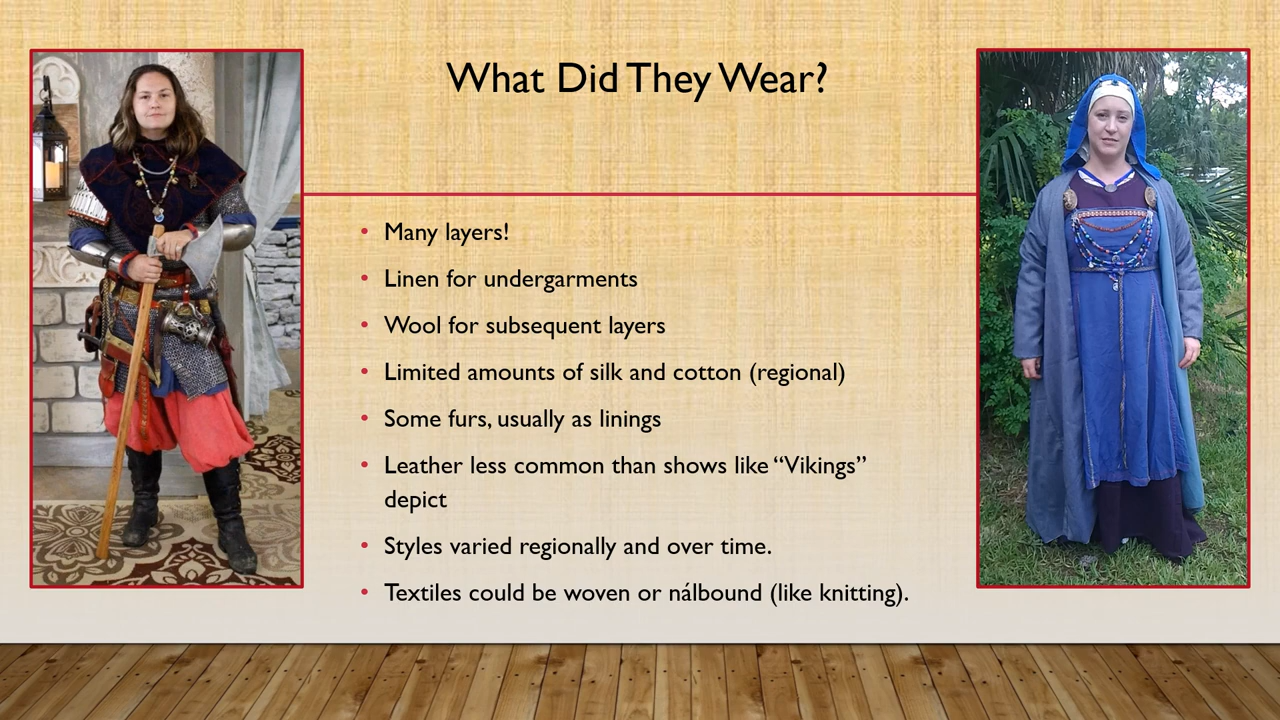 What Did They Wear?
• Many layers!
• Linen for undergarments
• Wool for subsequent layers
• Limited amounts of silk and cotton (regional)
• Some furs, usually as linings
• Leather less common than shows like “Vikings”
depict
• Styles varied regionally and over time.
• Textiles could be woven or nálbound (like knitting).